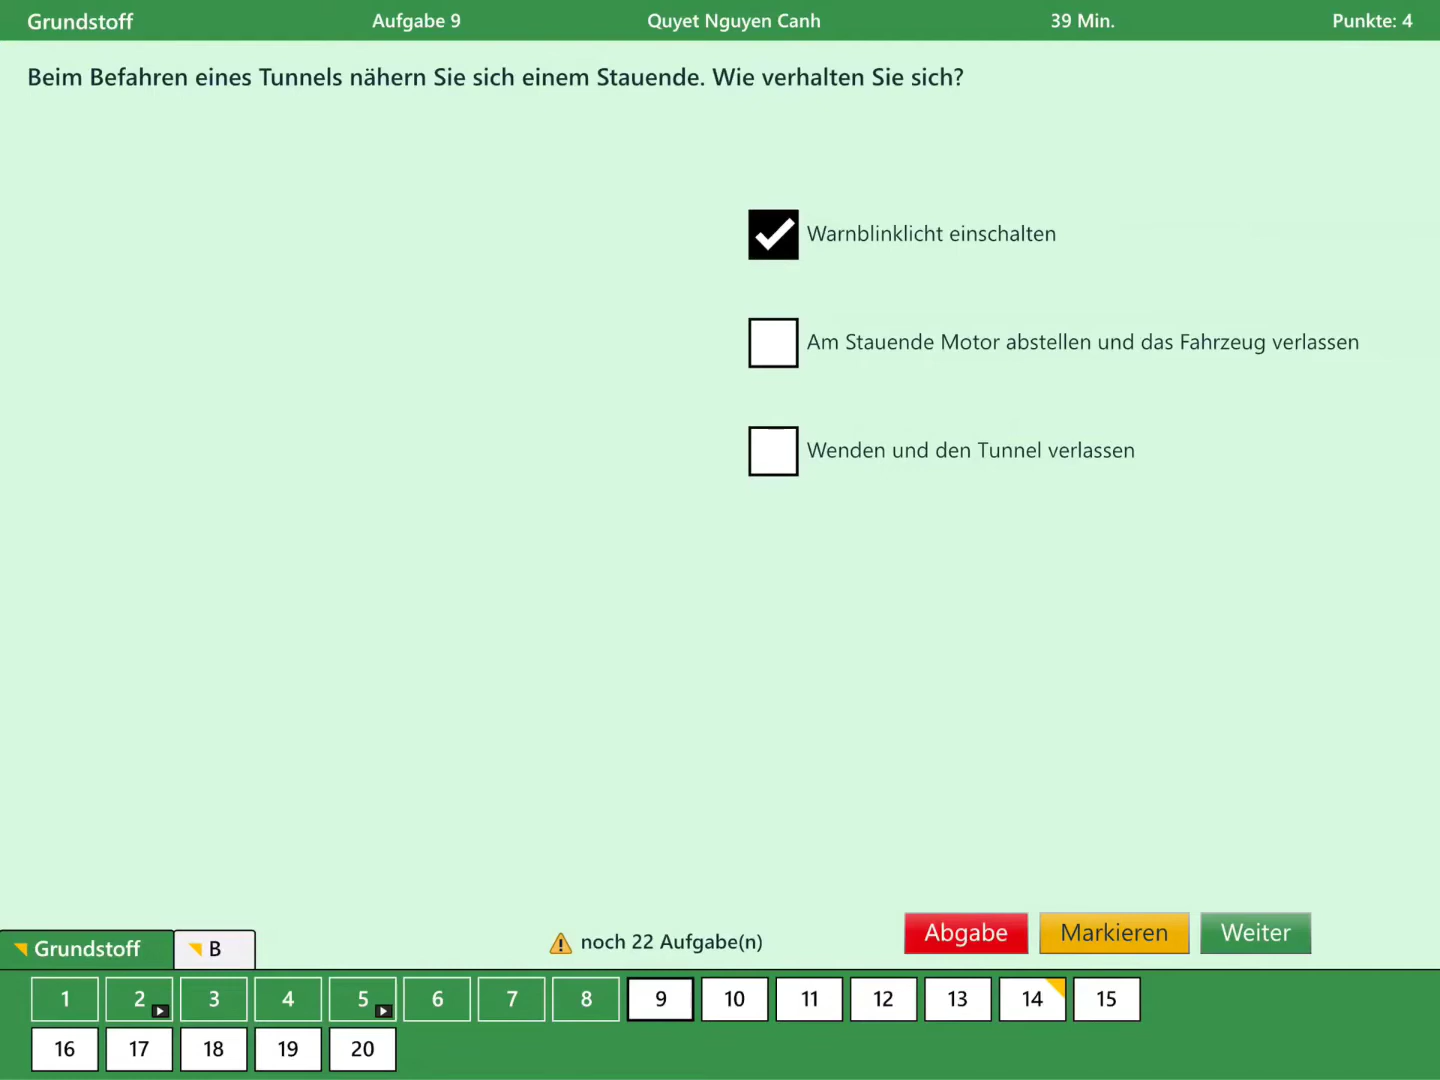 Grundstoff Aufgabe 9 Quyet Nguyen Canh 39 Min. Punkte: 4
Beim Befahren eines Tunnels nähern Sie sich einem Stauende. Wie verhalten Sie sich?
Warnblinklicht einschalten
Am Stauende Motor abstellen und das Fahrzeug verlassen
Wenden und den Tunnel verlassen
Grundstoff B noch 22 Aufgabe(n) Abgabe Markieren Weiter
1 2 3 4 5 6 7 8 9 10 11 12 13 14 15
16 17 18 19 20